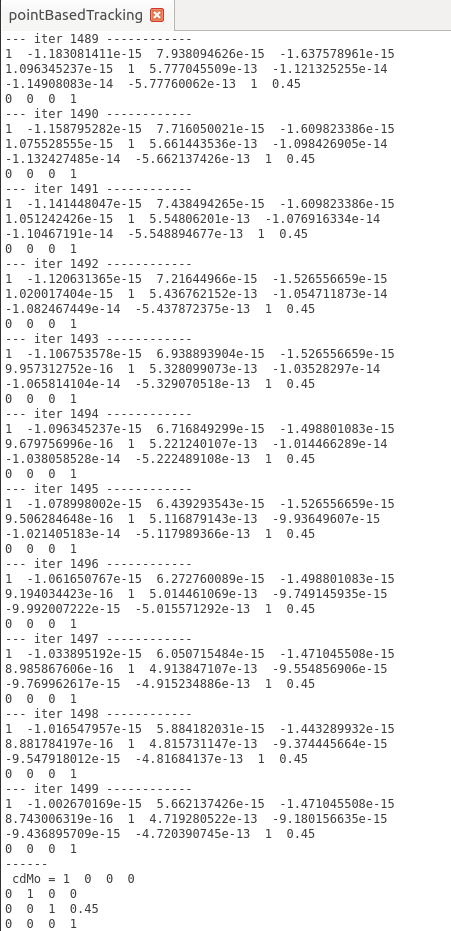 pointBasedTracking
--- iter 1489 ------------
1  -1.183081411e-15  7.938094626e-15  -1.637578961e-15
1.096345237e-15  1  5.777045509e-13  -1.121325255e-14
-1.14908083e-14  -5.77760062e-13  1  0.45
0  0  0  1
--- iter 1490 ------------
1  -1.158795282e-15  7.716050021e-15  -1.609823386e-15
1.075528555e-15  1  5.661443536e-13  -1.098426905e-14
-1.132427485e-14  -5.662137426e-13  1  0.45
0  0  0  1
--- iter 1491 ------------
1  -1.141448047e-15  7.438494265e-15  -1.609823386e-15
1.051242426e-15  1  5.54806201e-13  -1.076916334e-14
-1.10467191e-14  -5.548894677e-13  1  0.45
0  0  0  1
--- iter 1492 ------------
1  -1.120631365e-15  7.21644966e-15  -1.526556659e-15
1.020017404e-15  1  5.436762152e-13  -1.054711873e-14
-1.082467449e-14  -5.437872375e-13  1  0.45
0  0  0  1
--- iter 1493 ------------
1  -1.106753578e-15  6.938893904e-15  -1.526556659e-15
9.957312752e-16  1  5.328099073e-13  -1.03528297e-14
-1.065814104e-14  -5.329070518e-13  1  0.45
0  0  0  1
--- iter 1494 ------------
1  -1.096345237e-15  6.716849299e-15  -1.498801083e-15
9.679756996e-16  1  5.221240107e-13  -1.014466289e-14
-1.038058528e-14  -5.222489108e-13  1  0.45
0  0  0  1
--- iter 1495 ------------
1  -1.078998002e-15  6.439293543e-15  -1.526556659e-15
9.506284648e-16  1  5.116879143e-13  -9.93649607e-15
-1.021405183e-14  -5.117989366e-13  1  0.45
0  0  0  1
--- iter 1496 ------------
1  -1.061650767e-15  6.272760089e-15  -1.498801083e-15
9.194034423e-16  1  5.014461069e-13  -9.749145935e-15
-9.992007222e-15  -5.015571292e-13  1  0.45
0  0  0  1
--- iter 1497 ------------
1  -1.033895192e-15  6.050715484e-15  -1.471045508e-15
8.985867606e-16  1  4.913847107e-13  -9.554856906e-15
-9.769962617e-15  -4.915234886e-13  1  0.45
0  0  0  1
--- iter 1498 ------------
1  -1.016547957e-15  5.884182031e-15  -1.443289932e-15
8.881784197e-16  1  4.815731147e-13  -9.374445664e-15
-9.547918012e-15  -4.81684137e-13  1  0.45
0  0  0  1
--- iter 1499 ------------
1  -1.002670169e-15  5.662137426e-15  -1.471045508e-15
8.743006319e-16  1  4.719280522e-13  -9.180156635e-15
-9.436895709e-15  -4.720390745e-13  1  0.45
0  0  0  1
------
cdMo = 1  0  0  0
0  1  0  0
0  0  1  0.45
0  0  0  1